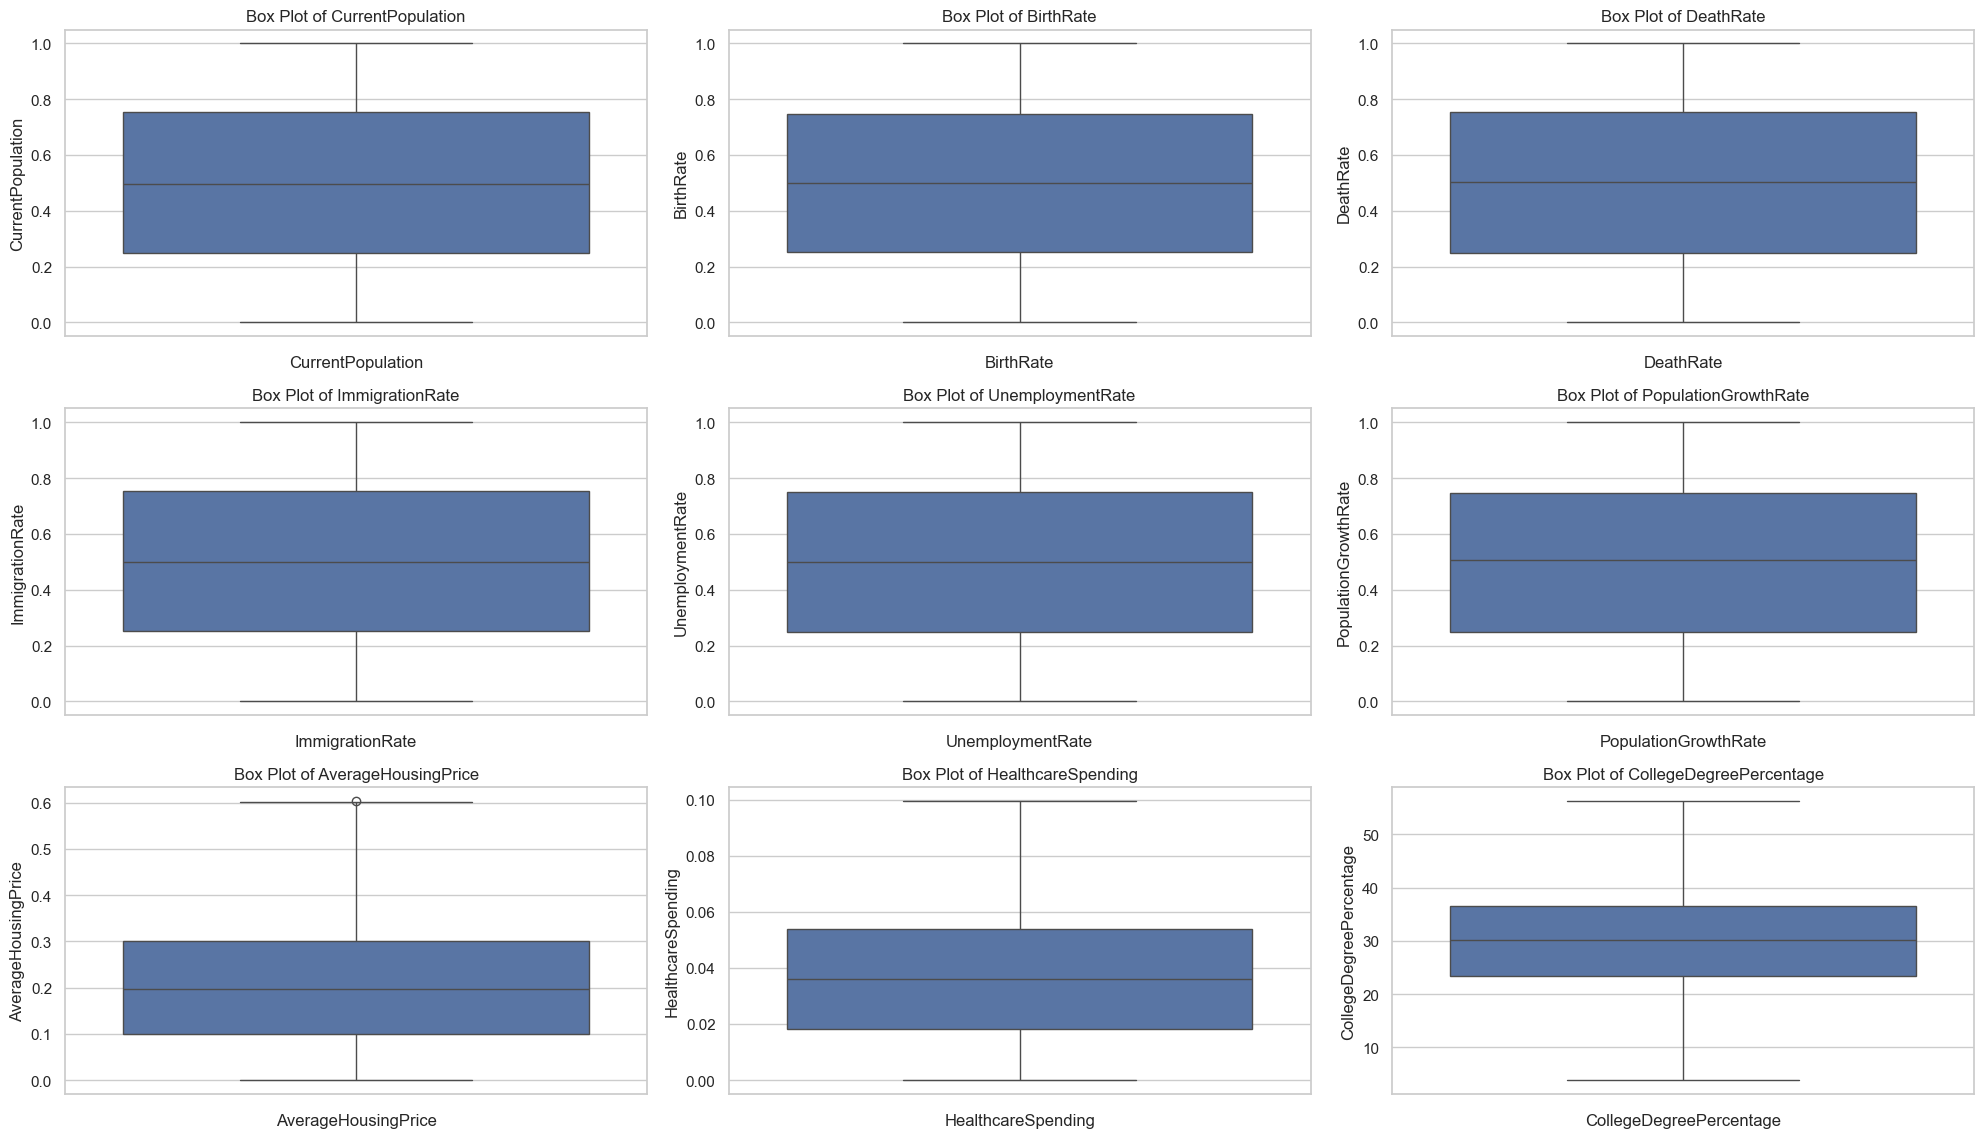 Box Plot of CurrentPopulation
CurrentPopulation
1.0
0.8
0.6
0.4
0.2
0.0
CurrentPopulation
Box Plot of BirthRate
BirthRate
1.0
0.8
0.6
0.4
0.2
0.0
BirthRate
Box Plot of DeathRate
DeathRate
1.0
0.8
0.6
0.4
0.2
0.0
DeathRate
Box Plot of ImmigrationRate
ImmigrationRate
1.0
0.8
0.6
0.4
0.2
0.0
ImmigrationRate
Box Plot of UnemploymentRate
UnemploymentRate
1.0
0.8
0.6
0.4
0.2
0.0
UnemploymentRate
Box Plot of PopulationGrowthRate
PopulationGrowthRate
1.0
0.8
0.6
0.4
0.2
0.0
PopulationGrowthRate
Box Plot of AverageHousingPrice
AverageHousingPrice
0.6
0.5
0.4
0.3
0.2
0.1
0.0
AverageHousingPrice
Box Plot of HealthcareSpending
HealthcareSpending
0.10
0.08
0.06
0.04
0.02
0.00
HealthcareSpending
Box Plot of CollegeDegreePercentage
CollegeDegreePercentage
50
40
30
20
10
CollegeDegreePercentage